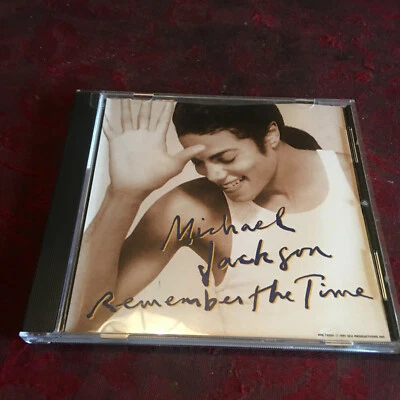 Michael
Jackson
Remember the Time